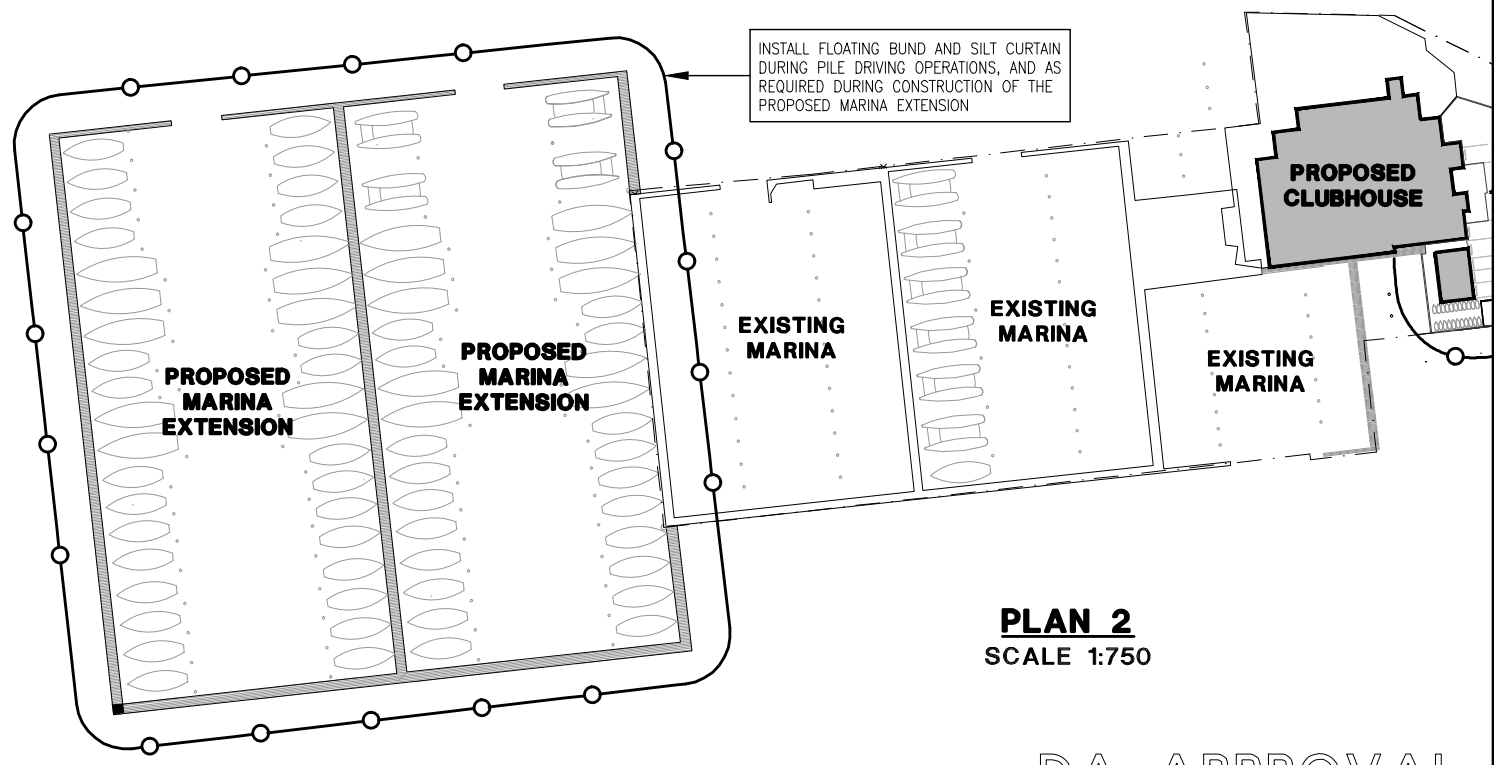 INSTALL FLOATING BUND AND SILT CURTAIN
DURING PILE DRIVING OPERATIONS, AND AS
REQUIRED DURING CONSTRUCTION OF THE
PROPOSED MARINA EXTENSION
PROPOSED
CLUBHOUSE
EXISTING
MARINA
EXISTING
MARINA
EXISTING
MARINA
PROPOSED
MARINA
EXTENSION
PROPOSED
MARINA
EXTENSION
PLAN 2
SCALE 1:750
DA APPROVAL